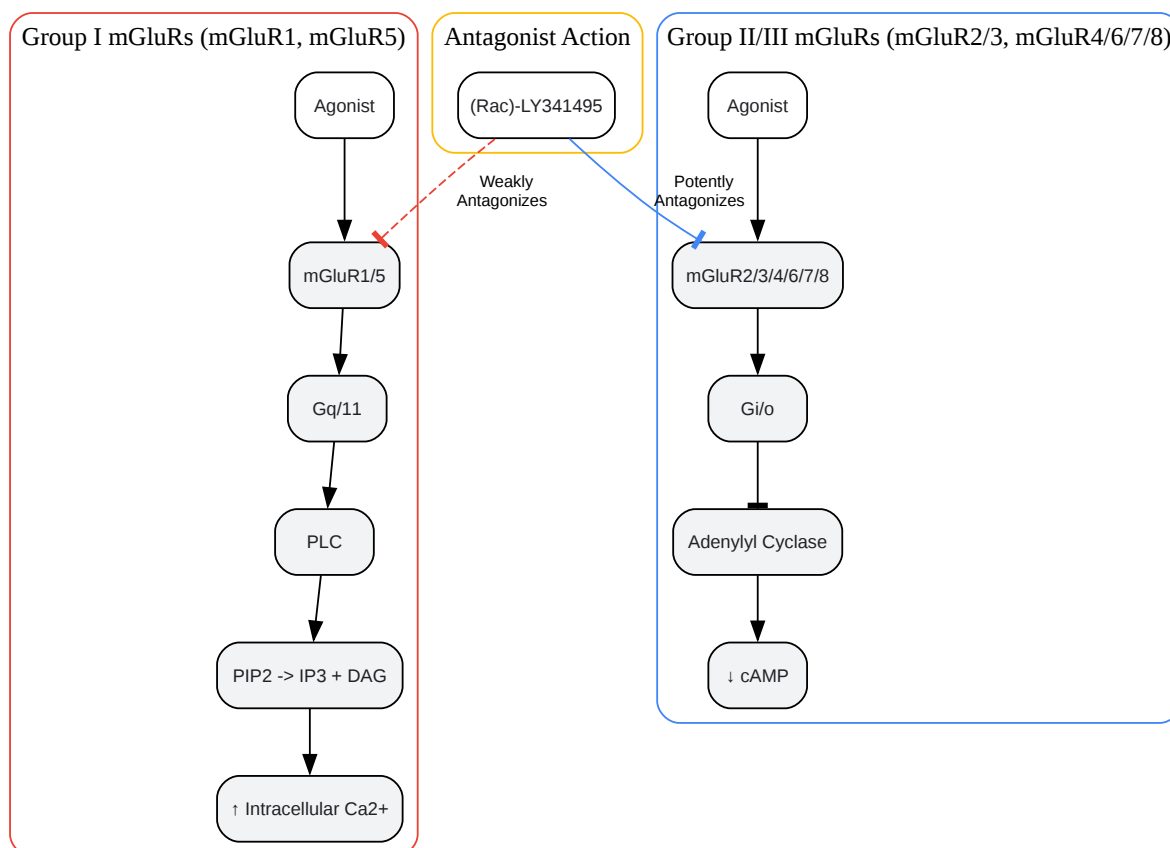 Group I mGluRs (mGluR1, mGluR5)
Antagonist Action
Group II/III mGluRs (mGluR2/3, mGluR4/6/7/8)
Agonist
(Rac)-LY341495
Agonist
Weakly
Antagonizes
Potently
Antagonizes
mGluR1/5
mGluR2/3/4/6/7/8
Gq/11
Gi/o
PLC
Adenylyl Cyclase
PIP2 -> IP3 + DAG
↓ cAMP
↑ Intracellular Ca2+